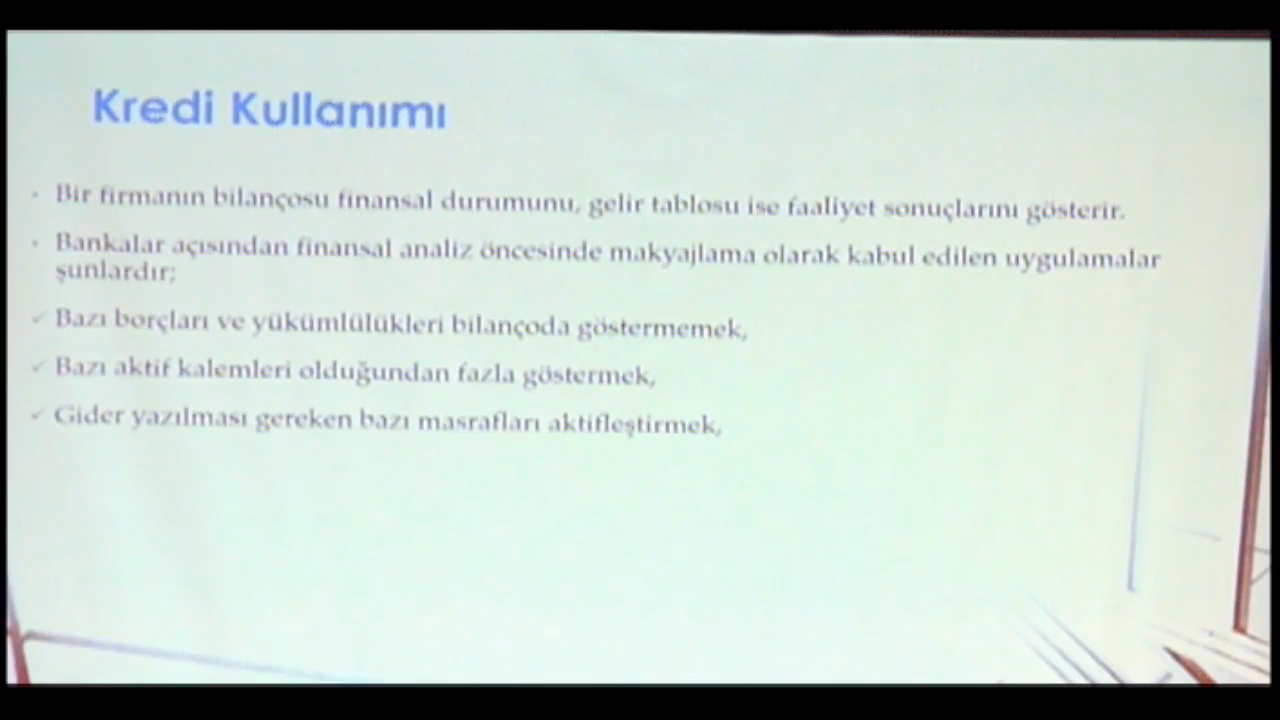 Kredi Kullanımı
Bir firmanın bilançosu finansal durumunu, gelir tablosu ise faaliyet sonuçlarını gösterir.
Bankalar açısından finansal analiz öncesinde makyajlama olarak kabul edilen uygulamalar
şunlardır;
Bazı borçları ve yükümlülükleri bilançoda göstermemek,
Bazı aktif kalemleri olduğundan fazla göstermek,
Gider yazılması gereken bazı masrafları aktifleştirmek,